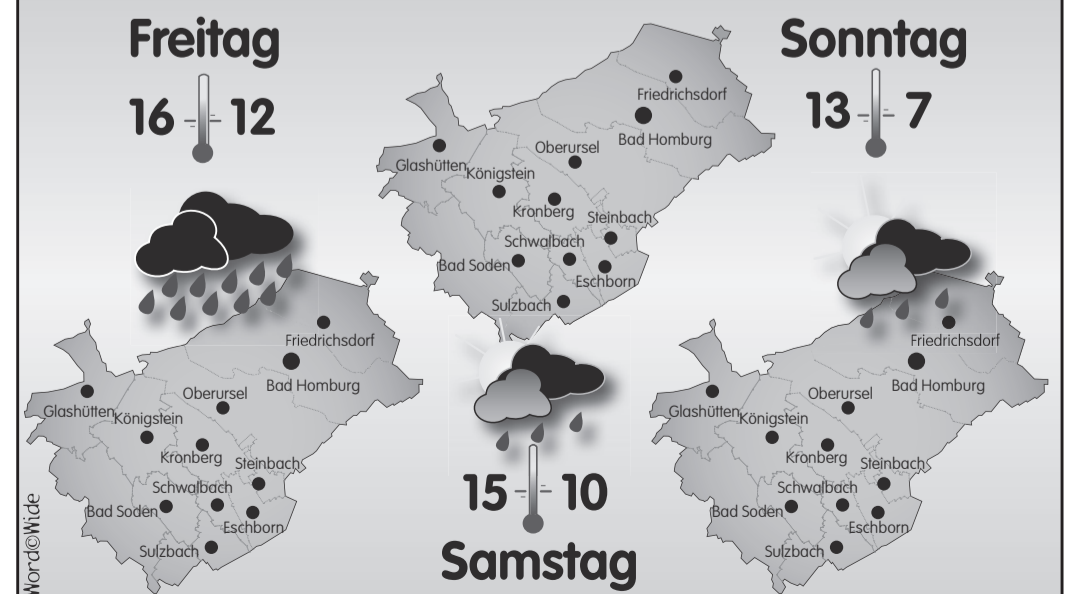 Freitag
16 12
Friedrichsdorf
Bad Homburg
Oberursel
Glashütten
Königstein
Kronberg
Steinbach
Schwalbach
Bad Soden
Eschborn
Sulzbach
Samstag
15 10
Friedrichsdorf
Bad Homburg
Oberursel
Glashütten
Königstein
Kronberg
Steinbach
Schwalbach
Bad Soden
Eschborn
Sulzbach
Sonntag
13 7
Friedrichsdorf
Bad Homburg
Oberursel
Glashütten
Königstein
Kronberg
Steinbach
Schwalbach
Bad Soden
Eschborn
Sulzbach
Word©Wide